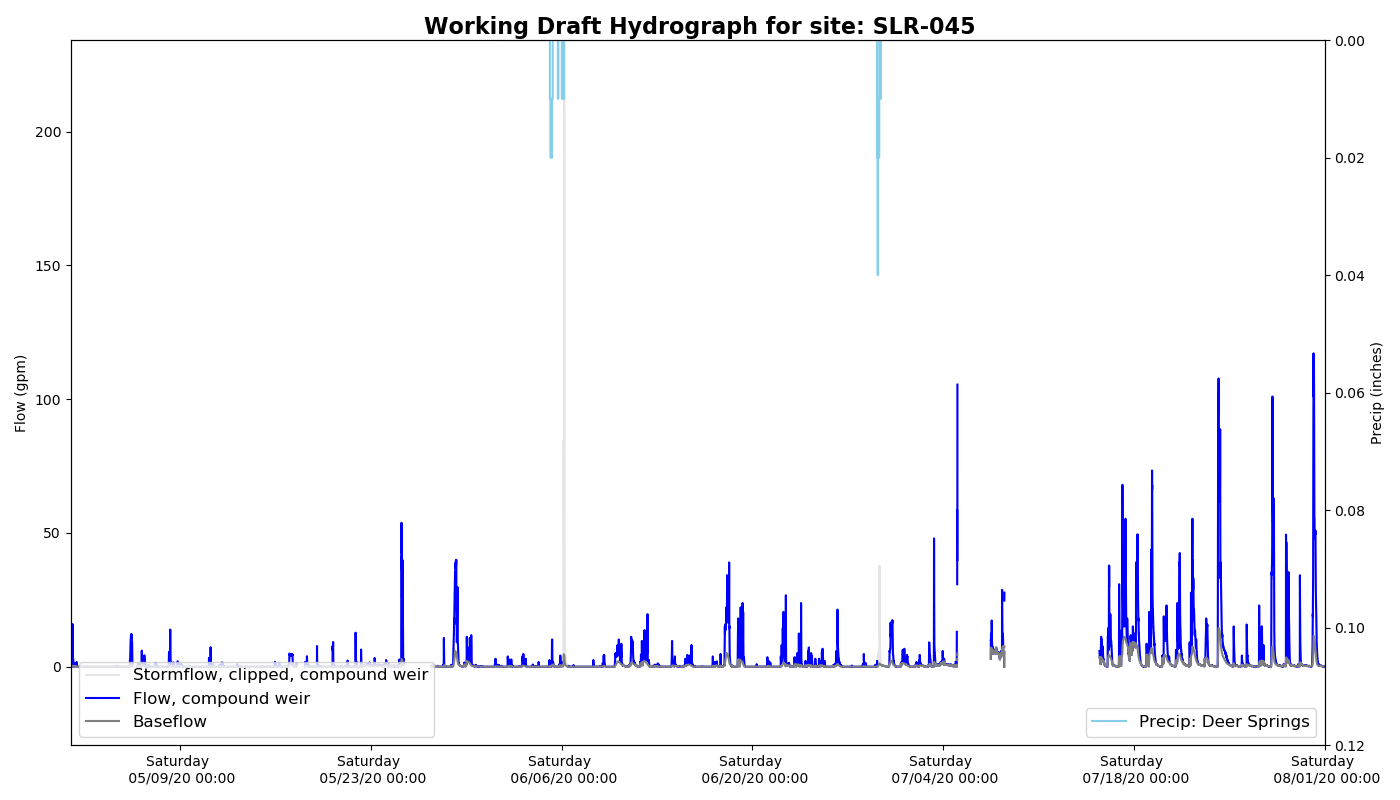 Working Draft Hydrograph for site: SLR-045
Flow (gpm)
200
150
100
50
0
0.00
0.02
0.04
0.06
0.08
0.10
0.12
Precip (inches)
Stormflow, clipped, compound weir
Flow, compound weir
Baseflow
Precip: Deer Springs
Saturday
05/09/20 00:00
Saturday
05/23/20 00:00
Saturday
06/06/20 00:00
Saturday
06/20/20 00:00
Saturday
07/04/20 00:00
Saturday
07/18/20 00:00
Saturday
08/01/20 00:00